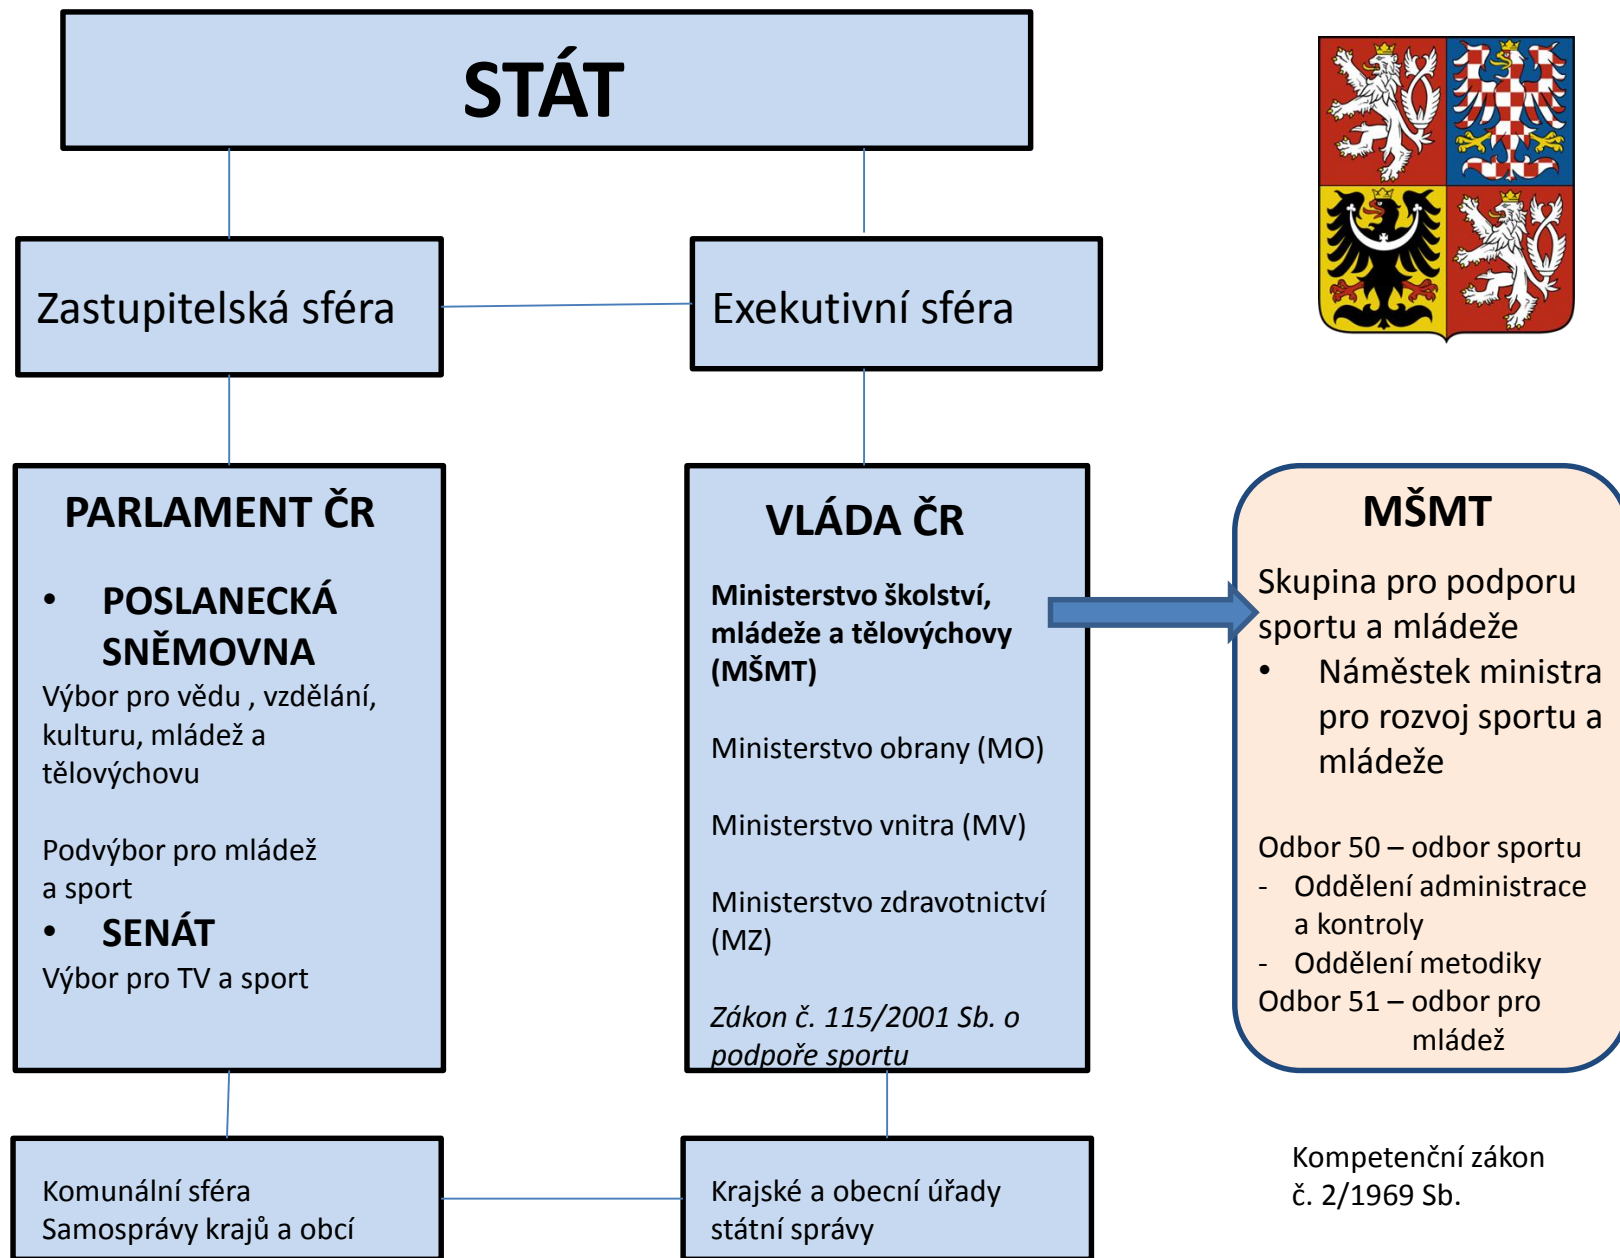 STÁT
Zastupitelská sféra
Exekutivní sféra
PARLAMENT ČR
• POSLANECKÁ
SNĚMOVNA
Výbor pro vědu , vzdělání,
kulturu, mládež a
tělovýchovu
Podvýbor pro mládež
a sport
• SENÁT
Výbor pro TV a sport
VLÁDA ČR
Ministerstvo školství,
mládeže a tělovýchovy
(MŠMT)
Ministerstvo obrany (MO)
Ministerstvo vnitra (MV)
Ministerstvo zdravotnictví
(MZ)
Zákon č. 115/2001 Sb. o
podpoře sportu
MŠMT
Skupina pro podporu
sportu a mládeže
• Náměstek ministra
pro rozvoj sportu a
mládeže
Odbor 50 – odbor sportu
- Oddělení administrace
a kontroly
- Oddělení metodiky
Odbor 51 – odbor pro
mládež
Komunální sféra
Samosprávy krajů a obcí
Krajské a obecní úřady
státní správy
Kompetenční zákon
č. 2/1969 Sb.